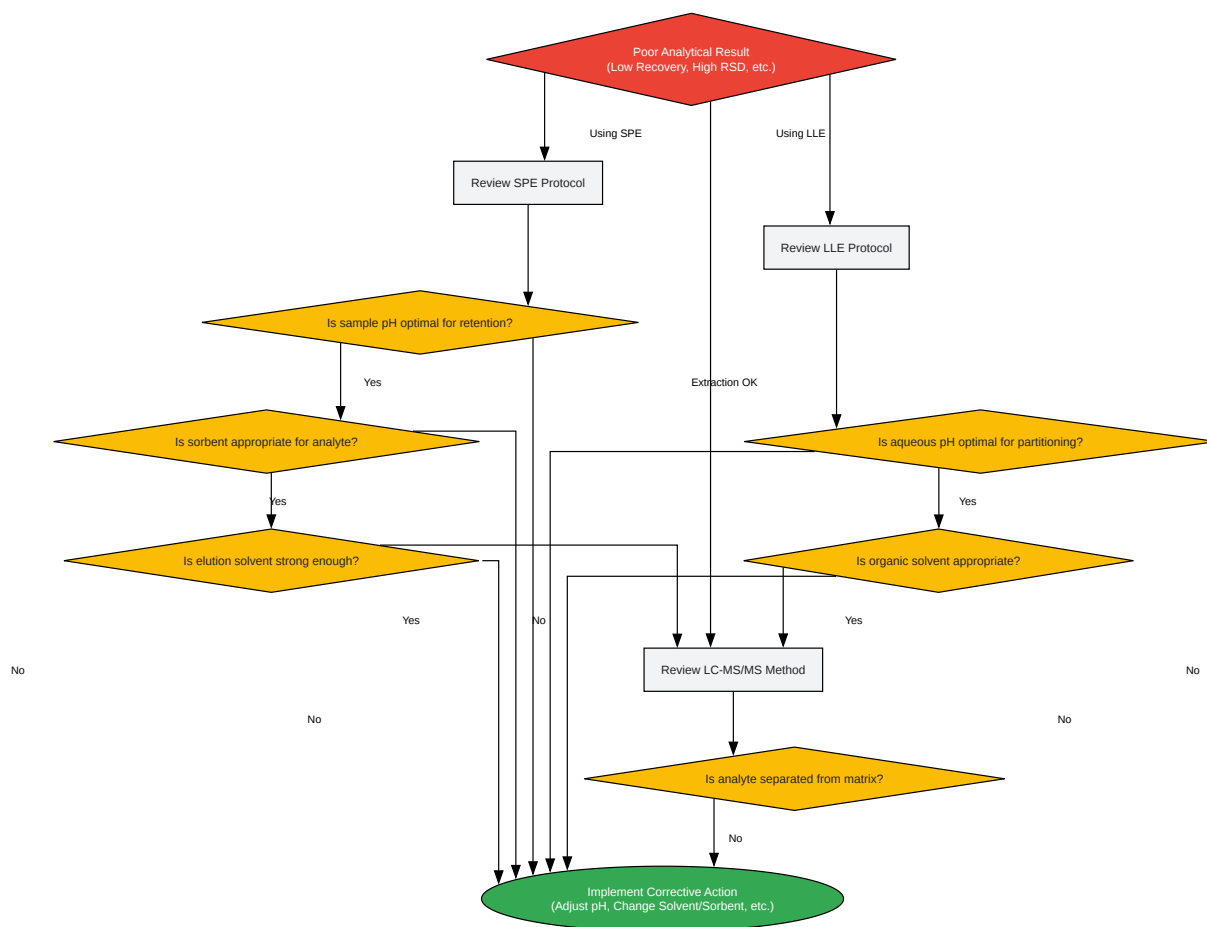 Poor Analytical Result
(Low Recovery, High RSD, etc.)
Using SPE
Using LLE
Review SPE Protocol
Review LLE Protocol
Is sample pH optimal for retention?
Yes
Extraction OK
Is sorbent appropriate for analyte?
Is aqueous pH optimal for partitioning?
Yes
Yes
Is elution solvent strong enough?
Is organic solvent appropriate?
Yes
No
Yes
No
Review LC-MS/MS Method
No
No
No
Is analyte separated from matrix?
No
Implement Corrective Action
(Adjust pH, Change Solvent/Sorbent, etc.)